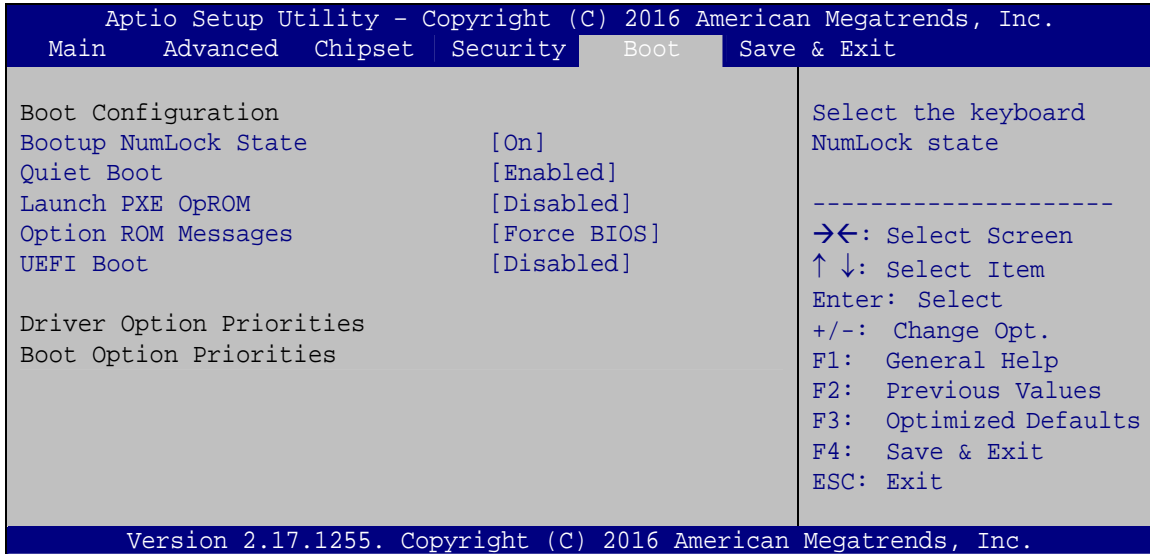 Aptio Setup Utility – Copyright (C) 2016 American Megatrends, Inc.
Main Advanced Chipset Security Boot Save & Exit
Boot Configuration
Bootup NumLock State [On]
Quiet Boot [Enabled]
Launch PXE OpROM [Disabled]
Option ROM Messages [Force BIOS]
UEFI Boot [Disabled]
Driver Option Priorities
Boot Option Priorities
Select the keyboard
NumLock state
---------------------
→←: Select Screen
↑ ↓: Select Item
Enter: Select
+/-: Change Opt.
F1: General Help
F2: Previous Values
F3: Optimized Defaults
F4: Save & Exit
ESC: Exit
Version 2.17.1255. Copyright (C) 2016 American Megatrends, Inc.